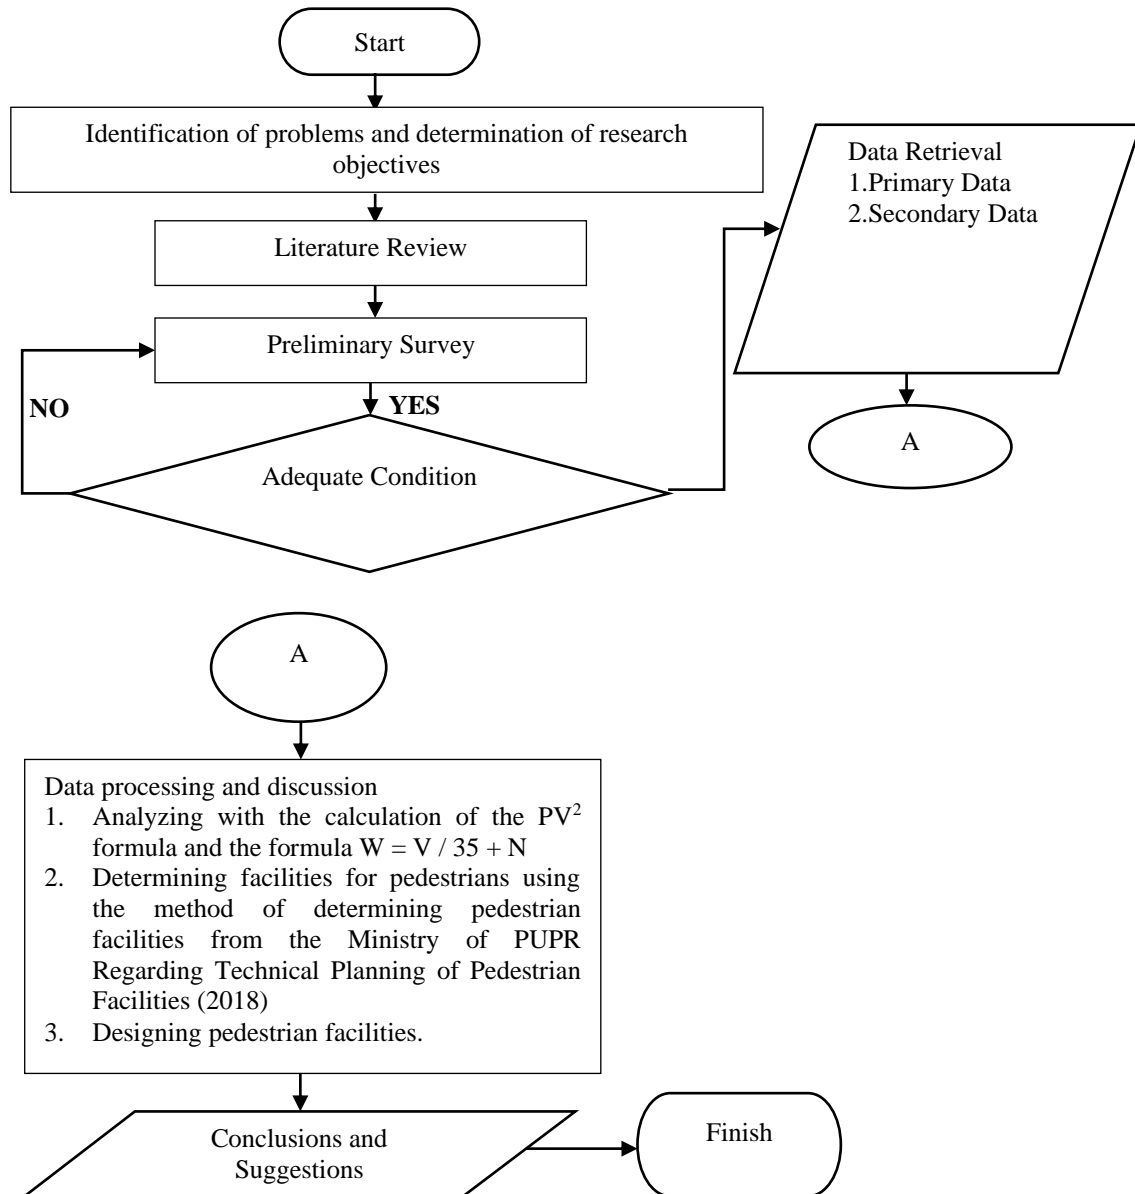 Start
Identification of problems and determination of research
objectives
Literature Review
Preliminary Survey
NO
YES
Adequate Condition
Data Retrieval
1.Primary Data
2.Secondary Data
A
A
Data processing and discussion
1. Analyzing with the calculation of the PV²
formula and the formula W = V / 35 + N
2. Determining facilities for pedestrians using
the method of determining pedestrian
facilities from the Ministry of PUPR
Regarding Technical Planning of Pedestrian
Facilities (2018)
3. Designing pedestrian facilities.
Conclusions and
Suggestions
Finish